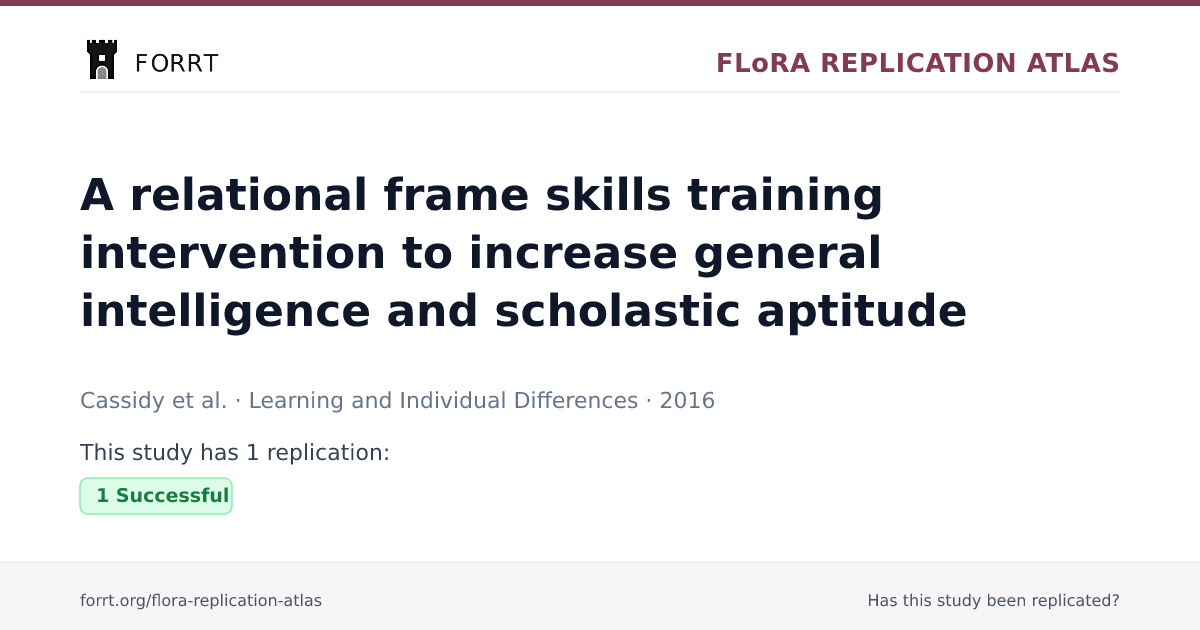 FORRT
FLoRA REPLICATION ATLAS
A relational frame skills training
intervention to increase general
intelligence and scholastic aptitude
Cassidy et al. · Learning and Individual Differences · 2016
This study has 1 replication:
1 Successful
forrt.org/flora-replication-atlas
Has this study been replicated?